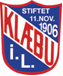 STIFTET
11. NOV. 1906
KLÆBU
I.L.